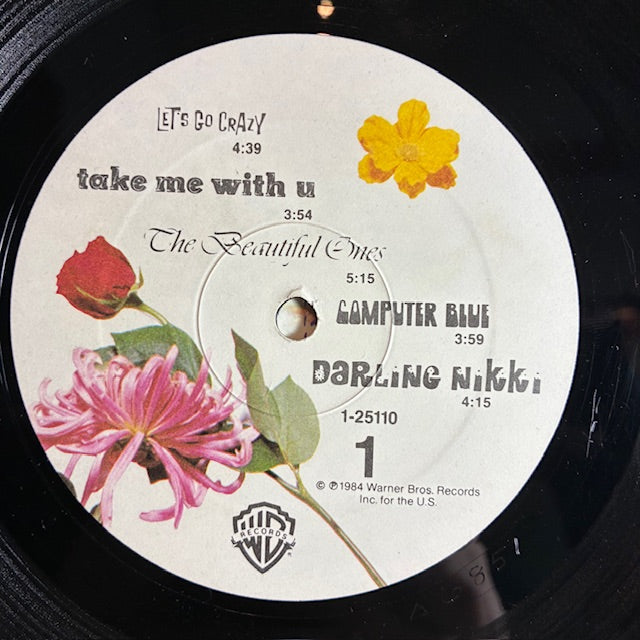 LET'S GO CRAZY
4:39
take me with u
3:54
The Beautiful Ones
5:15
COMPUTER BLUE
3:59
DARLING NIKKI
4:15
1-25110
1
© ℗1984 Warner Bros. Records
Inc. for the U.S.
WB
RECORDS